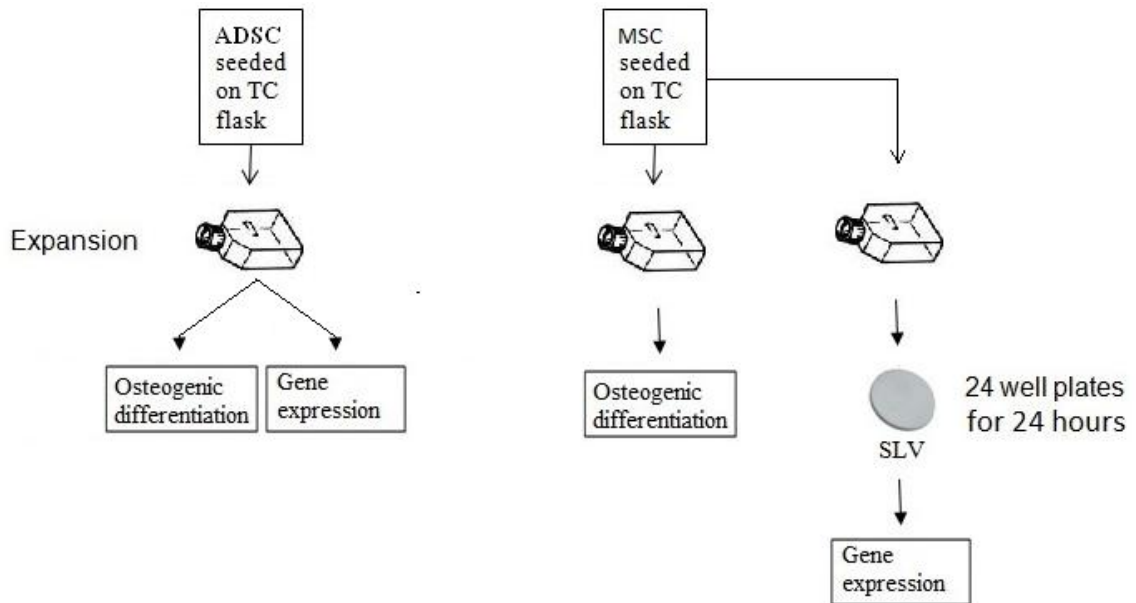 ADSC
seeded
on TC
flask
MSC
seeded
on TC
flask
Expansion
Osteogenic
differentiation
Gene
expression
Osteogenic
differentiation
24 well plates
for 24 hours
SLV
Gene
expression